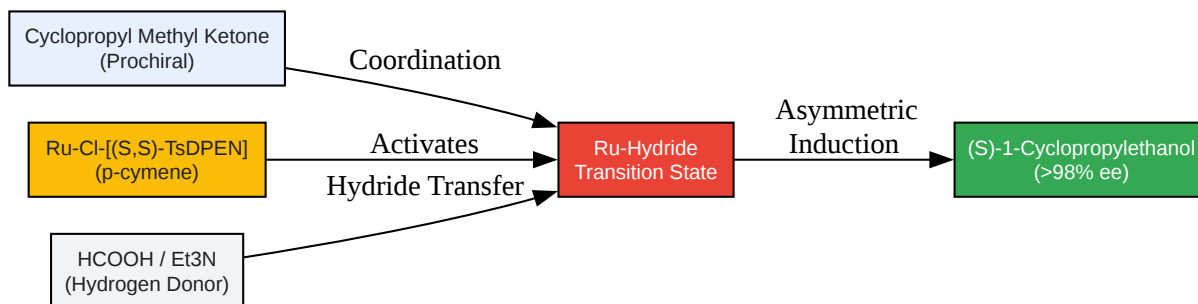 Cyclopropyl Methyl Ketone
(Prochiral)
Coordination
Ru-Cl-[(S,S)-TsDPEN]
(p-cymene)
Activates
Hydride Transfer
HCOOH / Et3N
(Hydrogen Donor)
Ru-Hydride
Transition State
Asymmetric
Induction
(S)-1-Cyclopropylethanol
(>98% ee)